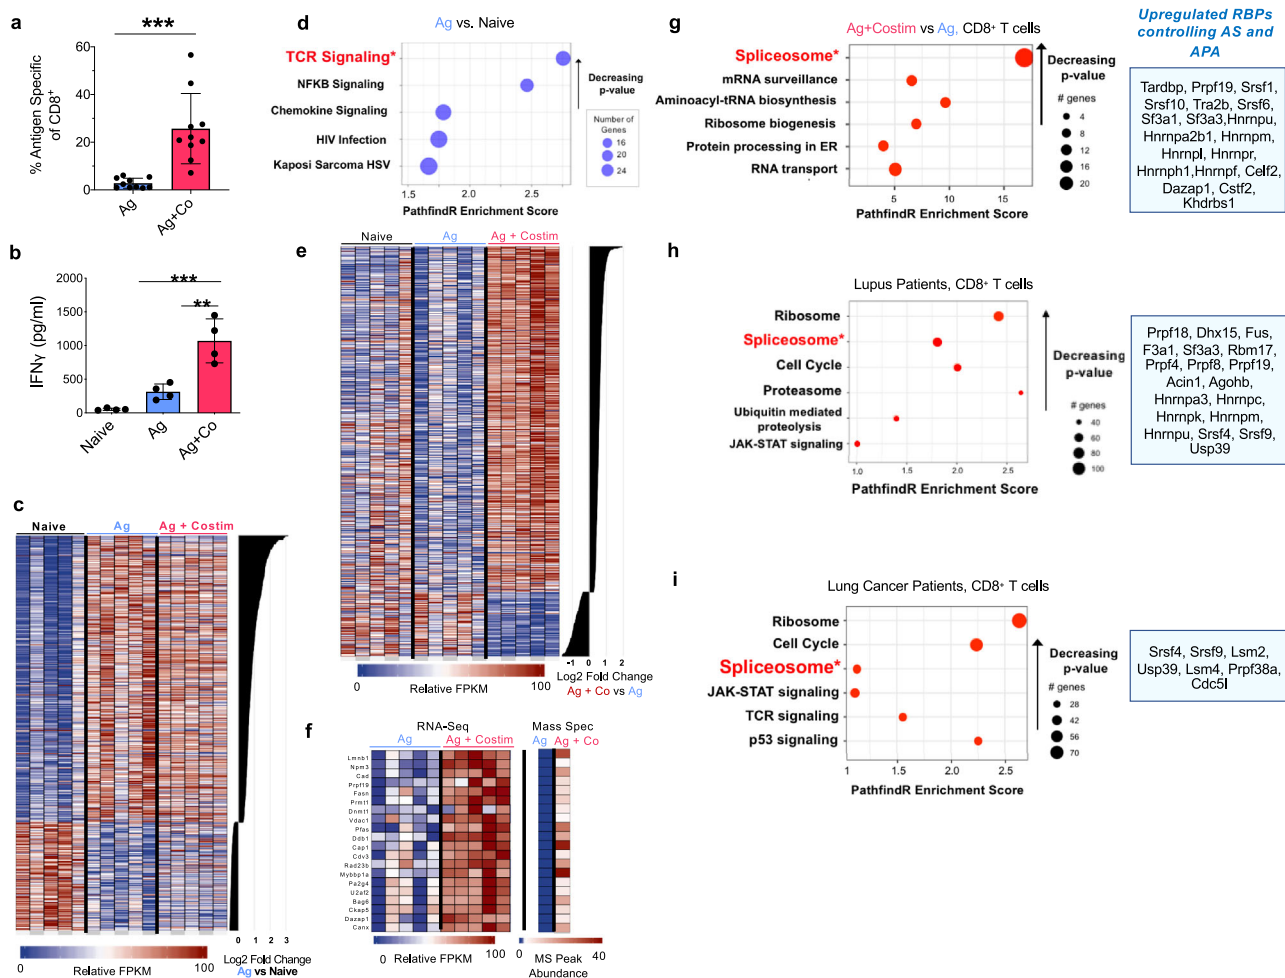 a
***
% Antigen Specific
of CD8+
60
40
20
0
Ag
Ag+Co
b
***
**
IFNγ (pg/ml)
2000
1500
1000
500
0
Naive
Ag
Ag+Co
c
Naive
Ag
Ag + Costim
0
100
Relative FPKM
0 1 2 3
Log2 Fold Change
Ag vs Naive
d
Ag vs. Naive
TCR Signaling*
NFKB Signaling
Chemokine Signaling
HIV Infection
Kaposi Sarcoma HSV
Decreasing
p-value
Number of
Genes
16
20
24
1.5 2.0 2.5
PathfindR Enrichment Score
e
Naive
Ag
Ag + Costim
0
100
Relative FPKM
-1 0 1 2
Log2 Fold Change
Ag + Co vs Ag
f
RNA-Seq
Mass Spec
Ag
Ag + Costim
Ag
Ag + Co
Lmnb1
Npm3
Cad
Prpf19
Fasn
Prmt1
Dnmt1
Vdac1
Pfas
Ddb1
Cap1
Cdv3
Rad23b
Mybbp1a
Pa2g4
U2af2
Bag6
Ckap5
Dazap1
Canx
0
100
Relative FPKM
0
40
MS Peak
Abundance
g
Ag+Costim vs Ag, CD8+ T cells
Spliceosome*
mRNA surveillance
Aminoacyl-tRNA biosynthesis
Ribosome biogenesis
Protein processing in ER
RNA transport
Decreasing
p-value
# genes
4
8
12
16
20
5 10 15
PathfindR Enrichment Score
Upregulated RBPs
controlling AS and
APA
Tardbp, Prpf19, Srsf1,
Srsf10, Tra2b, Srsf6,
Sf3a1, Sf3a3,Hnrnpu,
Hnrnpa2b1, Hnrnpm,
Hnrnpl, Hnrnpr,
Hnrnph1,Hnrnpf, Celf2,
Dazap1, Cstf2,
Khdrbs1
h
Lupus Patients, CD8+ T cells
Ribosome
Spliceosome*
Cell Cycle
Proteasome
Ubiquitin mediated
proteolysis
JAK-STAT signaling
Decreasing
p-value
# genes
40
60
80
100
1.0 1.5 2.0 2.5
PathfindR Enrichment Score
Prpf18, Dhx15, Fus,
F3a1, Sf3a3, Rbm17,
Prpf4, Prpf8, Prpf19,
Acin1, Agohb,
Hnrnpa3, Hnrnpc,
Hnrnpk, Hnrnpm,
Hnrnpu, Srsf4, Srsf9,
Usp39
i
Lung Cancer Patients, CD8+ T cells
Ribosome
Cell Cycle
Spliceosome*
JAK-STAT signaling
TCR signaling
p53 signaling
Decreasing
p-value
# genes
28
42
56
70
1 1.5 2.0 2.5
PathfindR Enrichment Score
Srsf4, Srsf9, Lsm2,
Usp39, Lsm4, Prpf38a,
Cdc5l